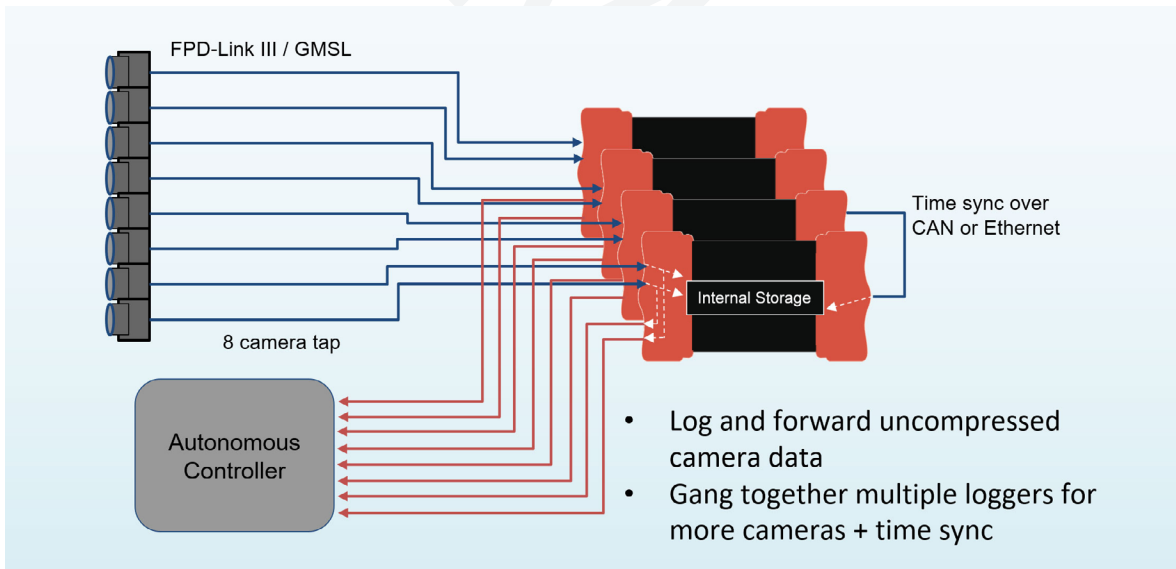 FPD-Link III / GMSL
Time sync over
CAN or Ethernet
Internal Storage
8 camera tap
Autonomous
Controller
• Log and forward uncompressed
camera data
• Gang together multiple loggers for
more cameras + time sync